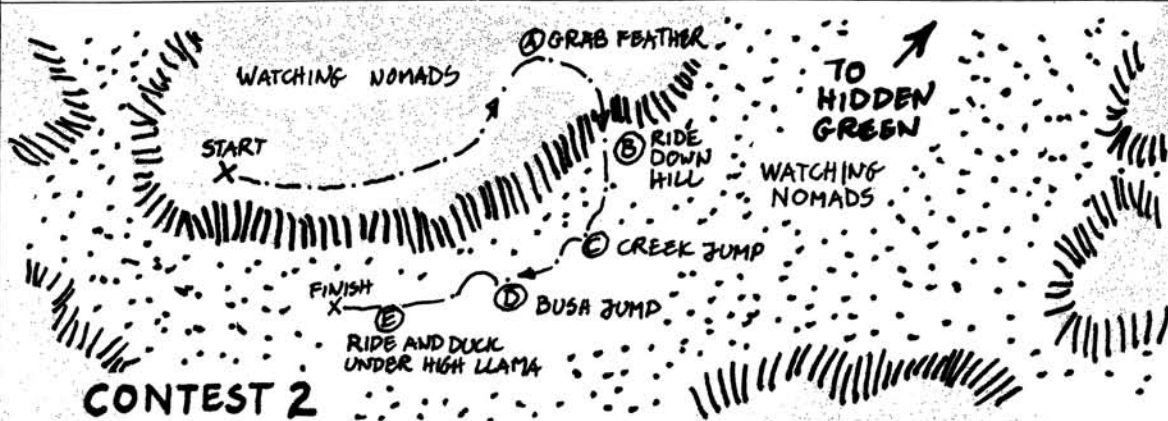 Ⓐ GRAB FEATHER
WATCHING NOMADS
TO
HIDDEN
GREEN
START
X
Ⓑ RIDE
DOWN
HILL
WATCHING
NOMADS
Ⓒ CREEK JUMP
Ⓓ BUSH JUMP
FINISH
X
Ⓔ
RIDE AND DUCK
UNDER HIGH LLAMA
CONTEST 2